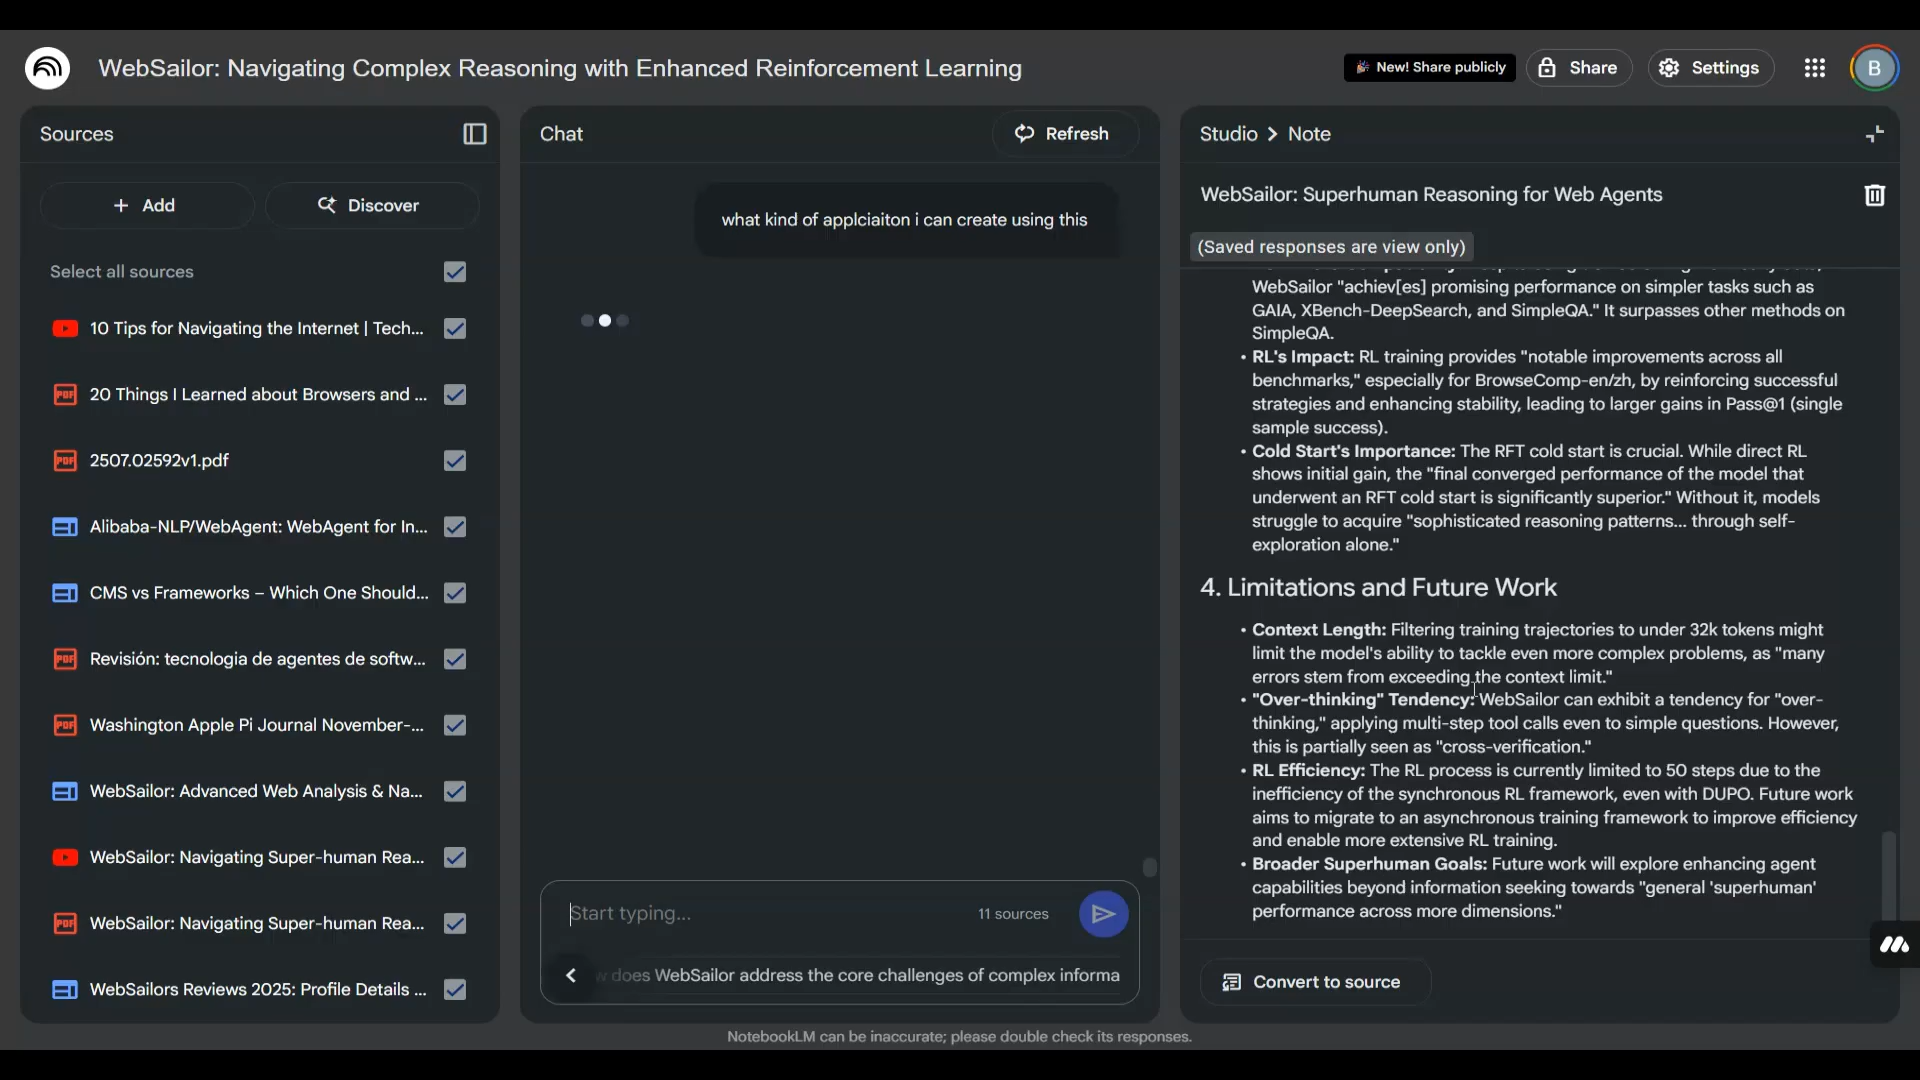 WebSailor: Navigating Complex Reasoning with Enhanced Reinforcement Learning
New! Share publicly
Share
Settings
B
Sources
Add
Discover
Select all sources
10 Tips for Navigating the Internet | Tech...
PDF
20 Things I Learned about Browsers and ...
PDF
2507.02592v1.pdf
Alibaba-NLP/WebAgent: WebAgent for In...
CMS vs Frameworks – Which One Should...
PDF
Revisión: tecnologia de agentes de softw...
PDF
Washington Apple Pi Journal November-...
WebSailor: Advanced Web Analysis & Na...
WebSailor: Navigating Super-human Rea...
PDF
WebSailor: Navigating Super-human Rea...
WebSailors Reviews 2025: Profile Details ...
Chat
Refresh
what kind of applciaiton i can create using this
Start typing...
11 sources
does WebSailor address the core challenges of complex informa
Studio > Note
WebSailor: Superhuman Reasoning for Web Agents
(Saved responses are view only)
WebSailor "achiev[es] promising performance on simpler tasks such as
GAIA, XBench-DeepSearch, and SimpleQA." It surpasses other methods on
SimpleQA.
• RL's Impact: RL training provides "notable improvements across all
benchmarks," especially for BrowseComp-en/zh, by reinforcing successful
strategies and enhancing stability, leading to larger gains in Pass@1 (single
sample success).
• Cold Start's Importance: The RFT cold start is crucial. While direct RL
shows initial gain, the "final converged performance of the model that
underwent an RFT cold start is significantly superior." Without it, models
struggle to acquire "sophisticated reasoning patterns... through self-
exploration alone."
4. Limitations and Future Work
• Context Length: Filtering training trajectories to under 32k tokens might
limit the model's ability to tackle even more complex problems, as "many
errors stem from exceeding the context limit."
• "Over-thinking" Tendency: WebSailor can exhibit a tendency for "over-
thinking," applying multi-step tool calls even to simple questions. However,
this is partially seen as "cross-verification."
• RL Efficiency: The RL process is currently limited to 50 steps due to the
inefficiency of the synchronous RL framework, even with DUPO. Future work
aims to migrate to an asynchronous training framework to improve efficiency
and enable more extensive RL training.
• Broader Superhuman Goals: Future work will explore enhancing agent
capabilities beyond information seeking towards "general 'superhuman'
performance across more dimensions."
Convert to source
NotebookLM can be inaccurate; please double check its responses.